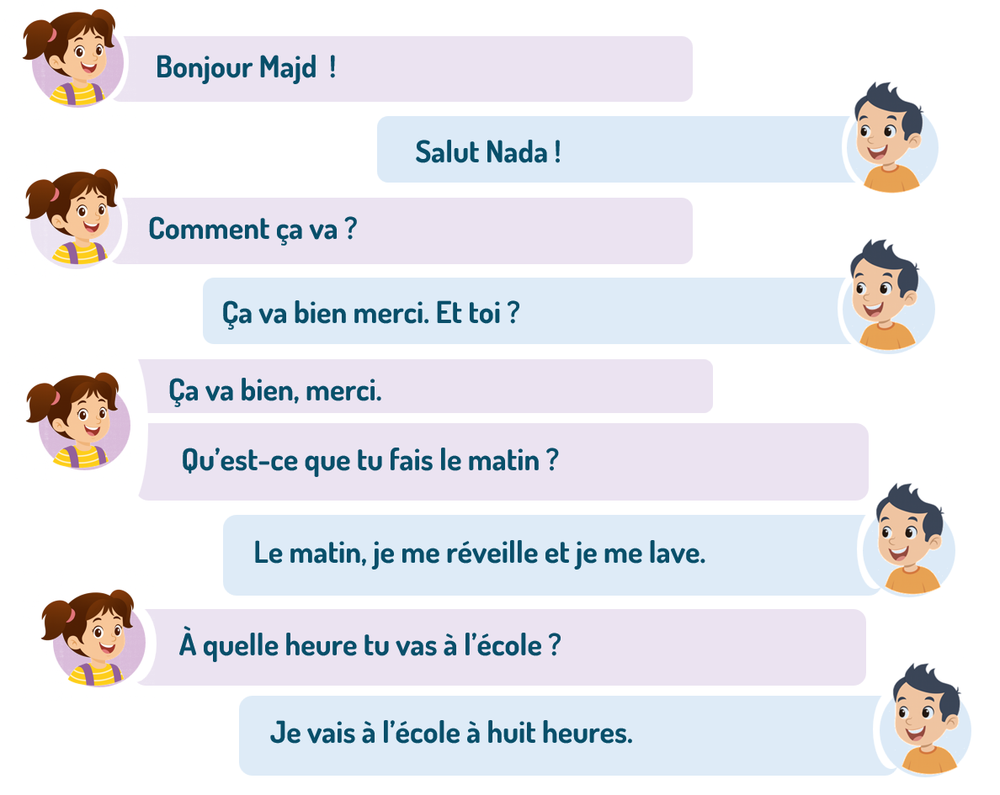 Bonjour Majd !
Salut Nada !
Comment ça va ?
Ça va bien merci. Et toi ?
Ça va bien, merci.
Qu’est-ce que tu fais le matin ?
Le matin, je me réveille et je me lave.
À quelle heure tu vas à l’école ?
Je vais à l’école à huit heures.